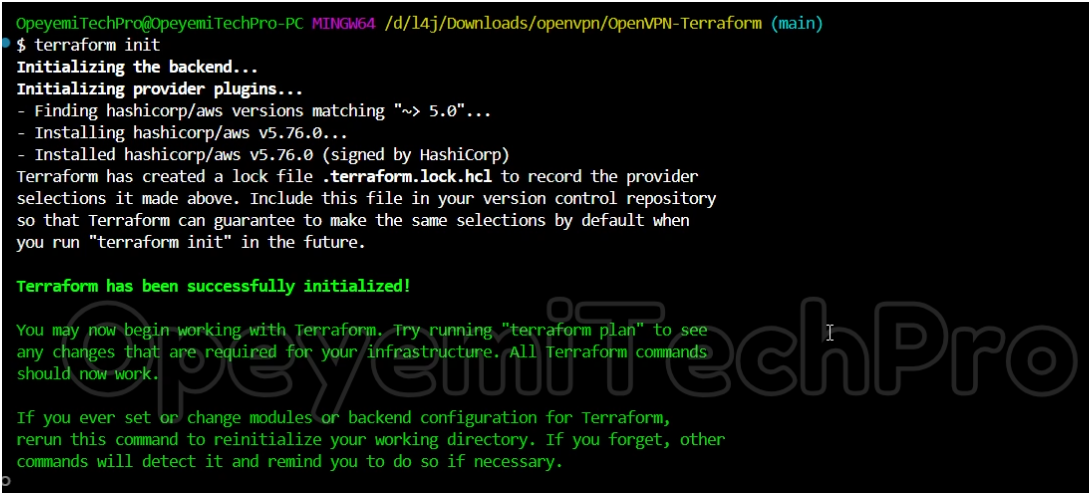 OpeyemiTechPro@OpeyemiTechPro-PC MINGW64 /d/l4j/Downloads/openvpn/OpenVPN-Terraform (main)
$ terraform init
Initializing the backend...
Initializing provider plugins...
- Finding hashicorp/aws versions matching "~> 5.0"...
- Installing hashicorp/aws v5.76.0...
- Installed hashicorp/aws v5.76.0 (signed by HashiCorp)
Terraform has created a lock file .terraform.lock.hcl to record the provider
selections it made above. Include this file in your version control repository
so that Terraform can guarantee to make the same selections by default when
you run "terraform init" in the future.
Terraform has been successfully initialized!
You may now begin working with Terraform. Try running "terraform plan" to see
any changes that are required for your infrastructure. All Terraform commands
should now work.
OpeyemiTechPro
If you ever set or change modules or backend configuration for Terraform,
rerun this command to reinitialize your working directory. If you forget, other
commands will detect it and remind you to do so if necessary.